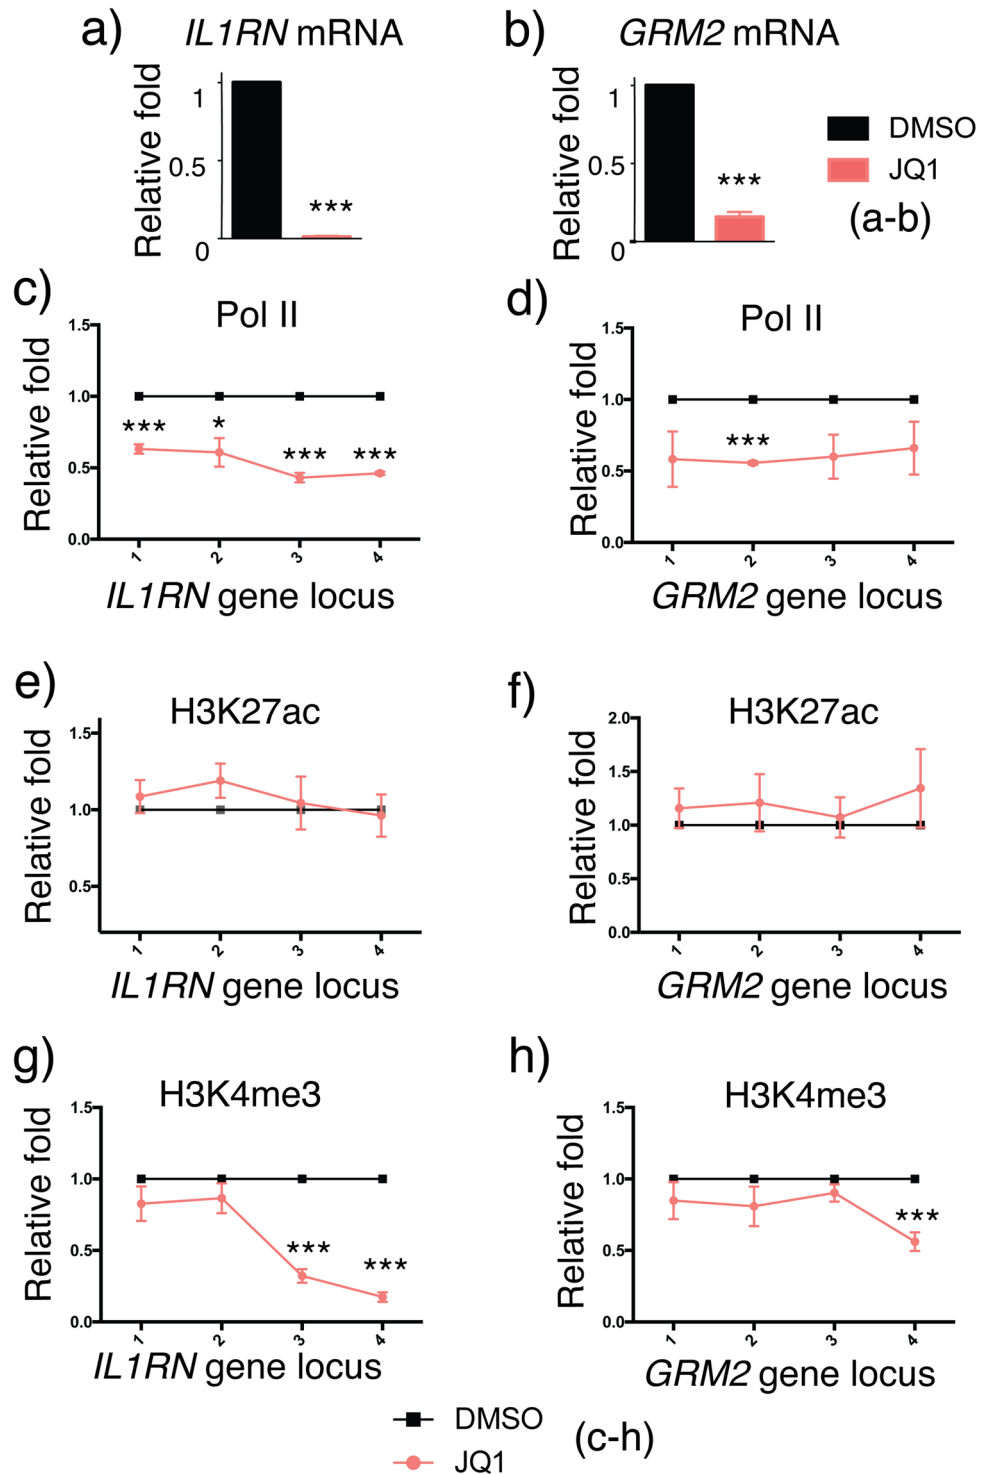 a) IL1RN mRNA
Relative fold
1
0.5
0
***
b) GRM2 mRNA
Relative fold
1
0.5
0
***
DMSO
JQ1
(a-b)
c) Pol II
Relative fold
1.5
1.0
0.5
0.0
*** * *** ***
1 2 3 4
IL1RN gene locus
d) Pol II
Relative fold
1.5
1.0
0.5
0.0
***
1 2 3 4
GRM2 gene locus
e) H3K27ac
Relative fold
1.5
1.0
0.5
1 2 3 4
IL1RN gene locus
f) H3K27ac
Relative fold
2.0
1.5
1.0
0.5
0.0
1 2 3 4
GRM2 gene locus
g) H3K4me3
Relative fold
1.5
1.0
0.5
0.0
*** ***
1 2 3 4
IL1RN gene locus
h) H3K4me3
Relative fold
1.5
1.0
0.5
0.0
***
1 2 3 4
GRM2 gene locus
DMSO
JQ1
(c-h)